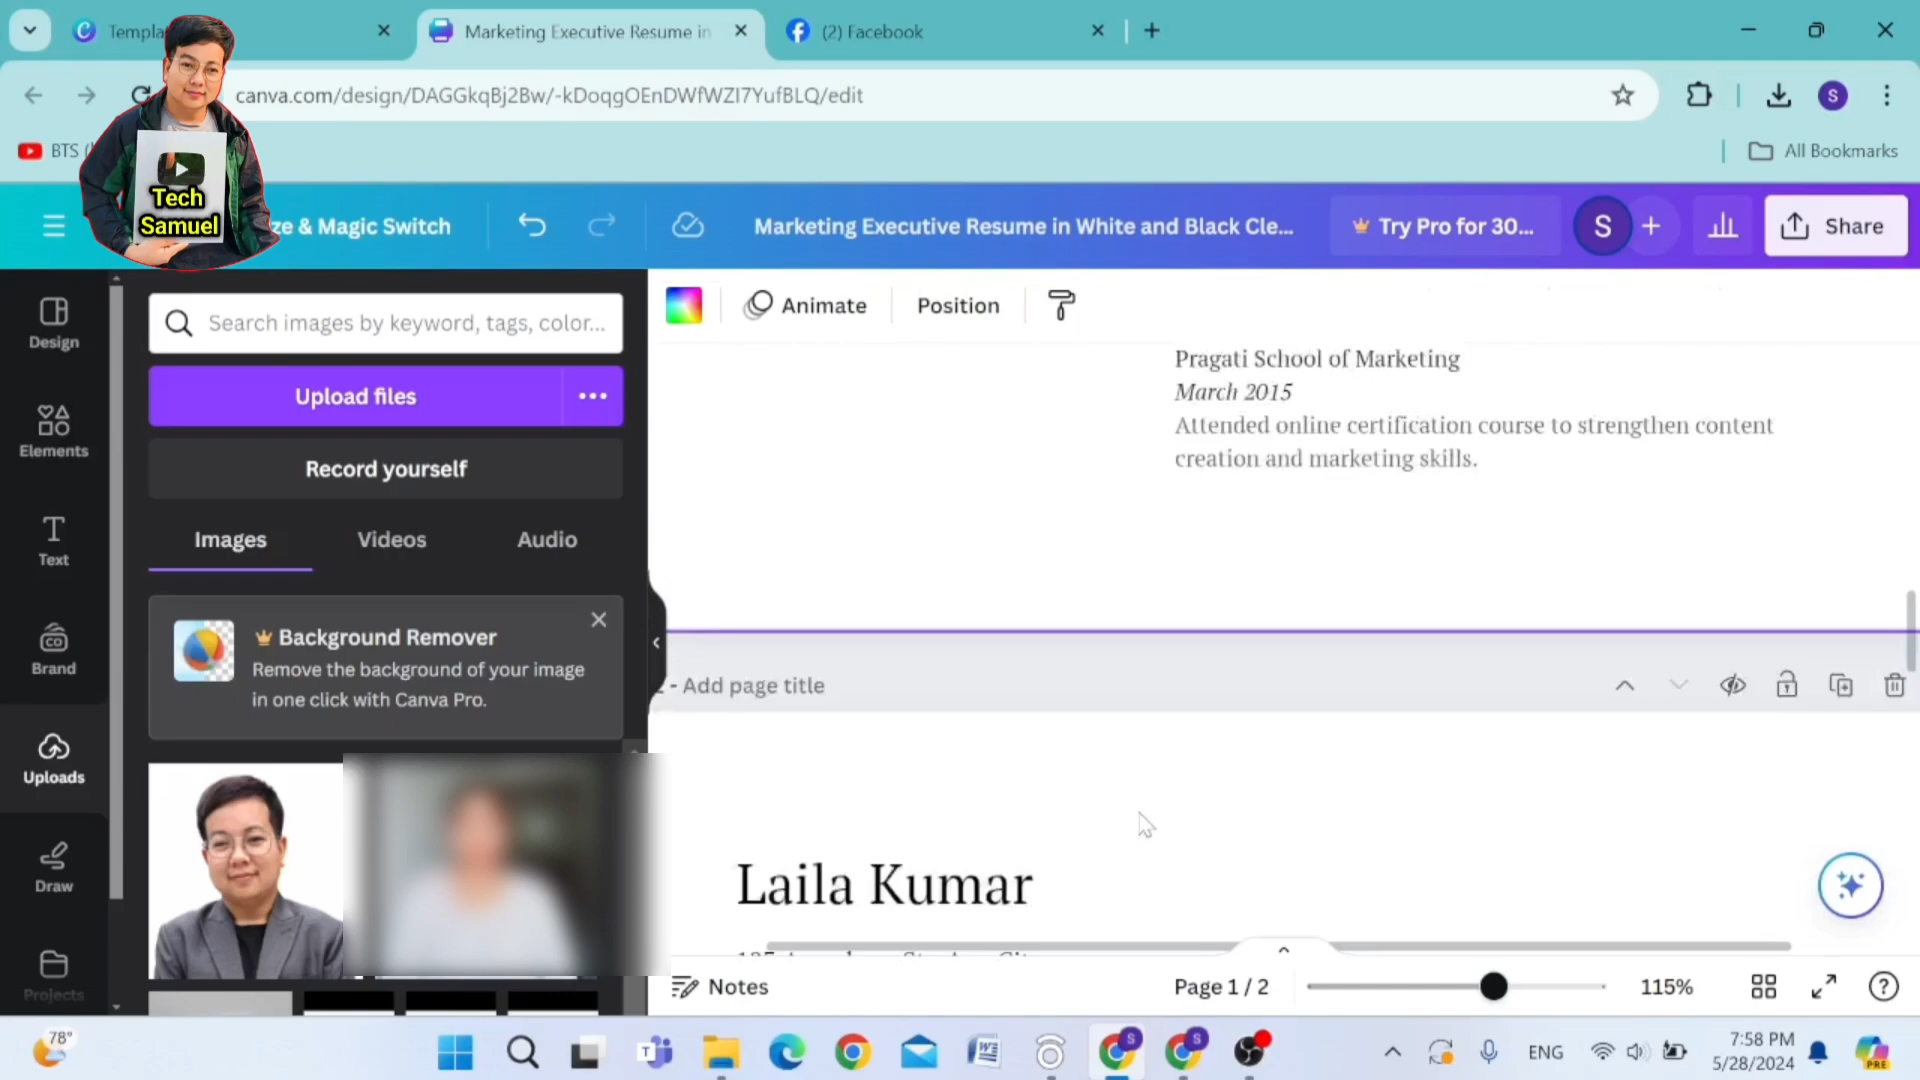 Templa
Marketing Executive Resume in
(2) Facebook
canva.com/design/DAGGkqBj2Bw/-kDoqgOEnDWfWZI7YufBLQ/edit
S
BTS
All Bookmarks
Tech
Samuel
ze & Magic Switch
Marketing Executive Resume in White and Black Cle...
Try Pro for 30...
S
Share
Design
Elements
Text
Brand
Uploads
Draw
Projects
Search images by keyword, tags, color...
Upload files
Record yourself
Images
Videos
Audio
Background Remover
Remove the background of your image
in one click with Canva Pro.
Animate
Position
Pragati School of Marketing
March 2015
Attended online certification course to strengthen content
creation and marketing skills.
- Add page title
Laila Kumar
Notes
Page 1 / 2
115%
78°
ENG
7:58 PM
5/28/2024
PRE